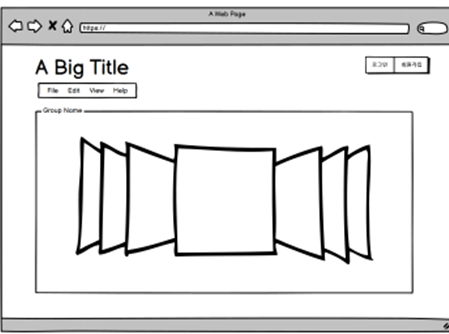 A Web Page
https://
A Big Title
로그인 회원가입
File Edit View Help
Group Name